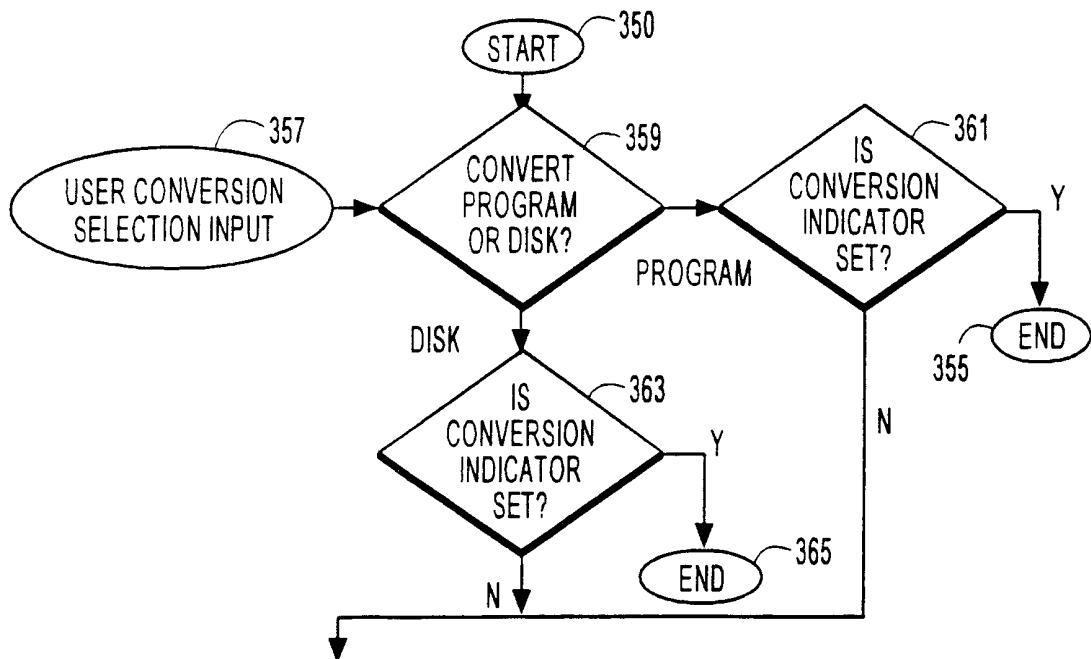 350
START
357
359
361
USER CONVERSION
SELECTION INPUT
CONVERT
PROGRAM
OR DISK?
IS
CONVERSION
INDICATOR
SET?
Y
PROGRAM
END
355
DISK
363
IS
CONVERSION
INDICATOR
SET?
Y
N
END
365
N